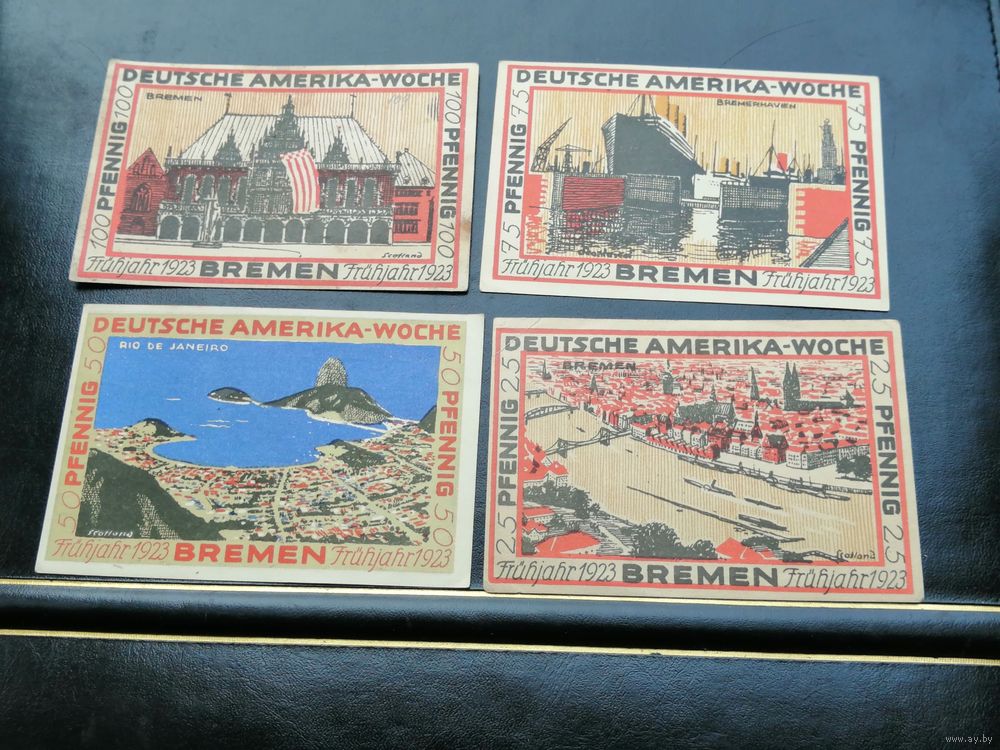 DEUTSCHE AMERIKA-WOCHE
BREMEN
100 PFENNIG 100
100 PFENNIG 100
Scotland
Frühjahr 1923 BREMEN Frühjahr 1923
DEUTSCHE AMERIKA-WOCHE
BREMERHAVEN
75 PFENNIG 75
75 PFENNIG 75
Frühjahr 1923 BREMEN Frühjahr 1923
DEUTSCHE AMERIKA-WOCHE
RIO DE JANEIRO
50 PFENNIG 50
50 PFENNIG 50
Scotland
Frühjahr 1923 BREMEN Frühjahr 1923
DEUTSCHE AMERIKA-WOCHE
BREMEN
25 PFENNIG 25
25 PFENNIG 25
Scotland
Frühjahr 1923 BREMEN Frühjahr 1923
www.ay.by